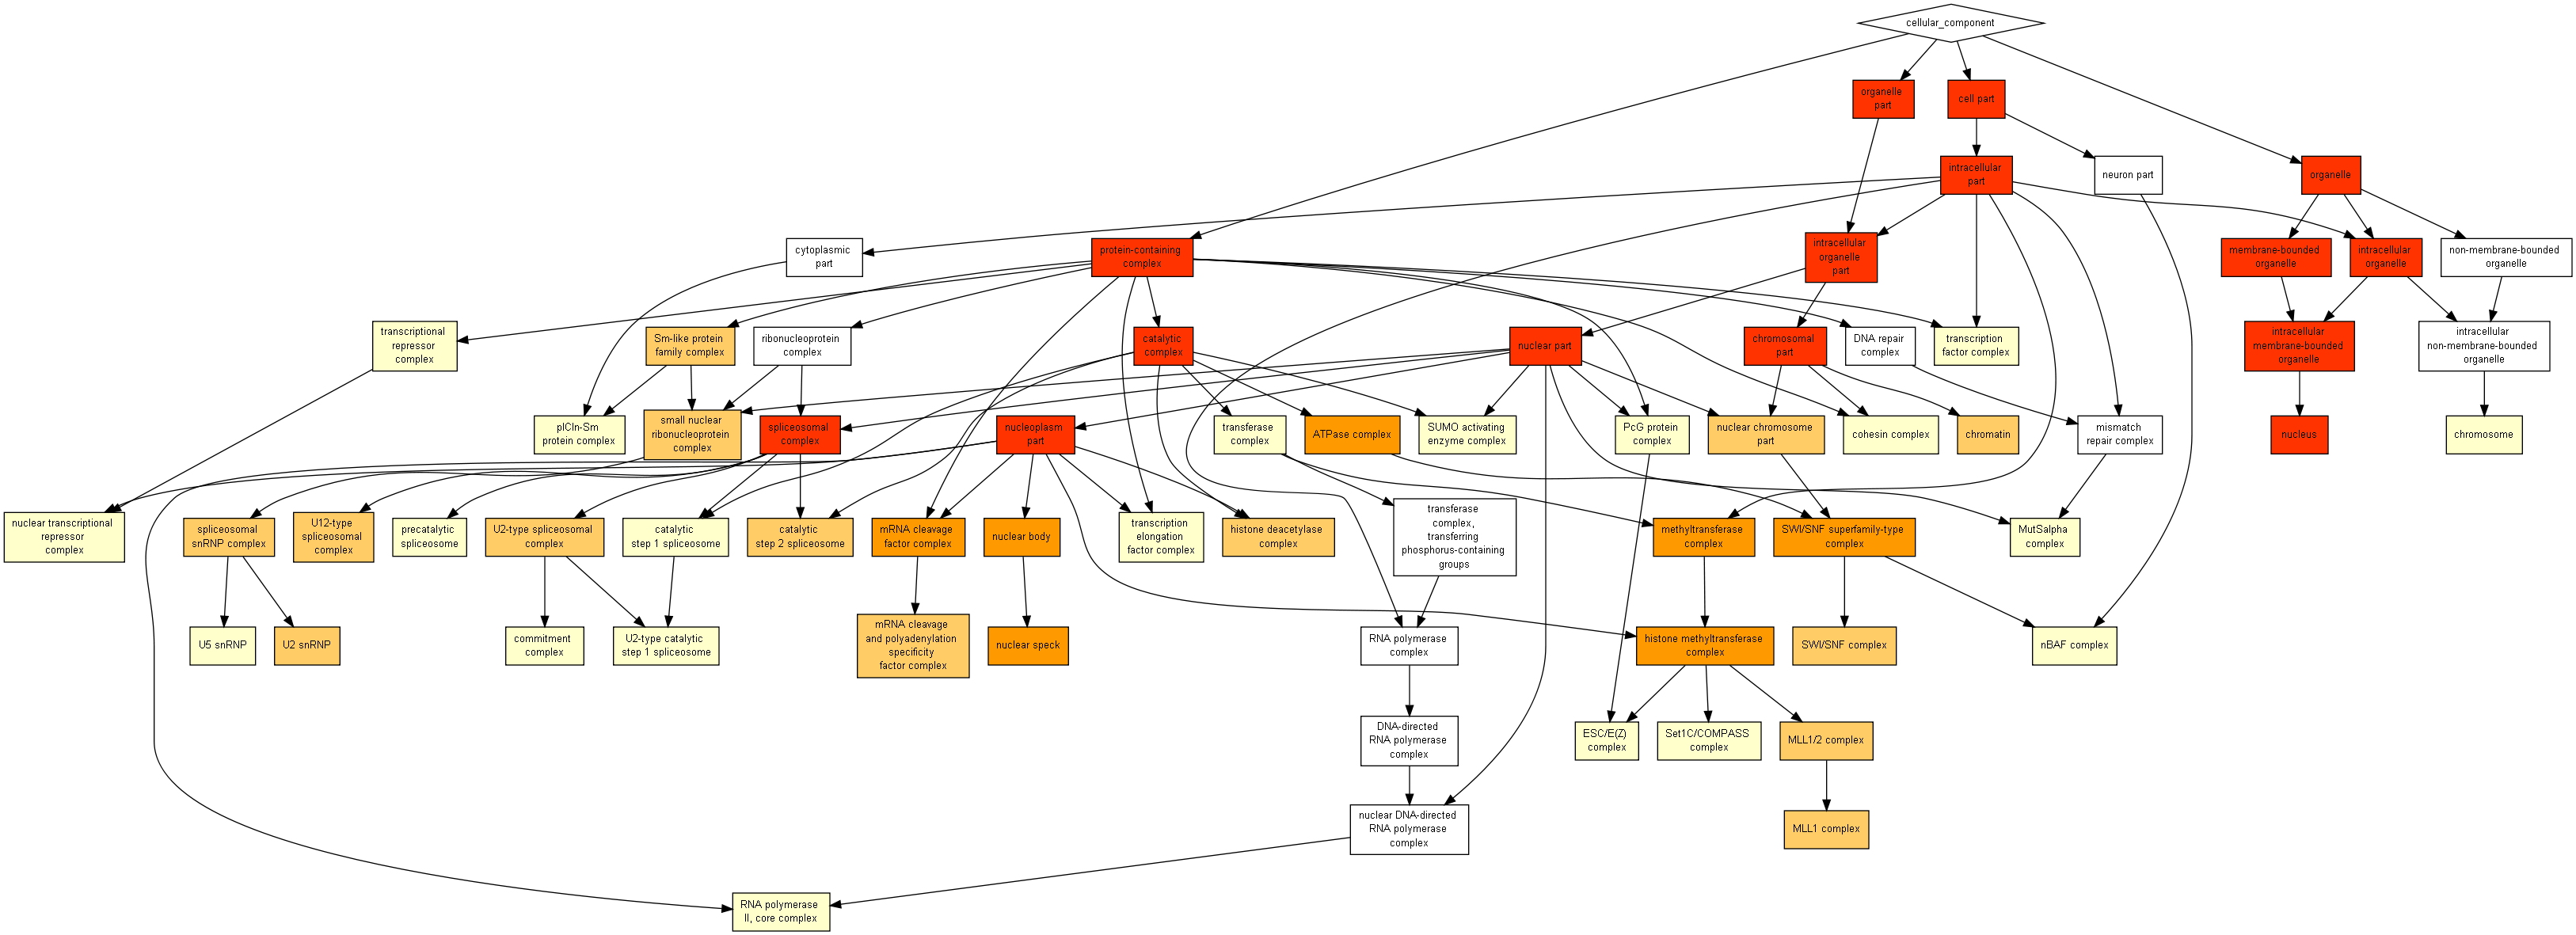 cellular_component
organelle
part
cell part
intracellular
part
neuron part
organelle
cytoplasmic
part
protein-containing
complex
intracellular
organelle
part
membrane-bounded
organelle
intracellular
organelle
non-membrane-bounded
organelle
transcriptional
repressor
complex
Sm-like protein
family complex
ribonucleoprotein
complex
catalytic
complex
nuclear part
chromosomal
part
DNA repair
complex
transcription
factor complex
intracellular
membrane-bounded
organelle
intracellular
non-membrane-bounded
organelle
pICln-Sm
protein complex
small nuclear
ribonucleoprotein
complex
spliceosomal
complex
nucleoplasm
part
transferase
complex
ATPase complex
SUMO activating
enzyme complex
PcG protein
complex
nuclear chromosome
part
cohesin complex
chromatin
mismatch
repair complex
nucleus
chromosome
nuclear transcriptional
repressor
complex
spliceosomal
snRNP complex
U12-type
spliceosomal
complex
precatalytic
spliceosome
U2-type spliceosomal
complex
catalytic
step 1 spliceosome
catalytic
step 2 spliceosome
mRNA cleavage
factor complex
nuclear body
transcription
elongation
factor complex
histone deacetylase
complex
transferase
complex,
transferring
phosphorus-containing
groups
methyltransferase
complex
SWI/SNF superfamily-type
complex
MutSalpha
complex
U5 snRNP
U2 snRNP
commitment
complex
U2-type catalytic
step 1 spliceosome
mRNA cleavage
and polyadenylation
specificity
factor complex
nuclear speck
RNA polymerase
complex
histone methyltransferase
complex
SWI/SNF complex
nBAF complex
DNA-directed
RNA polymerase
complex
ESC/E(Z)
complex
Set1C/COMPASS
complex
MLL1/2 complex
nuclear DNA-directed
RNA polymerase
complex
MLL1 complex
RNA polymerase
II, core complex